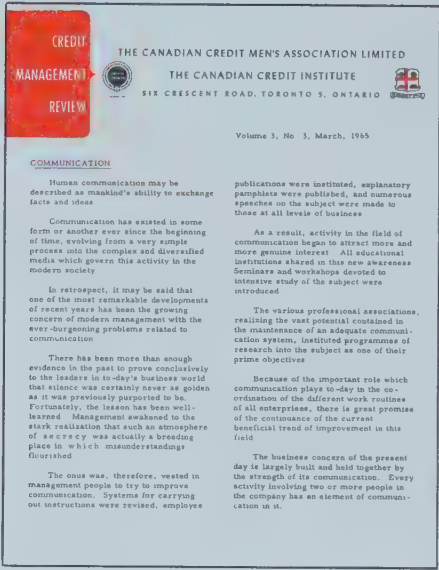 CREDIT
MANAGEMENT
REVIEW
THE CANADIAN CREDIT MEN'S ASSOCIATION LIMITED
THE CANADIAN CREDIT INSTITUTE
SIX CRESCENT ROAD, TORONTO 5, ONTARIO
Volume 3, No 3, March, 1965
COMMUNICATION
Human communication may be
described as mankind's ability to exchange
facts and ideas
Communication has existed in some
form or another ever since the beginning
of time, evolving from a very simple
process into the complex and diversified
media which govern this activity in the
modern society
In retrospect, it may be said that
one of the most remarkable developments
of recent years has been the growing
concern of modern management with the
ever-burgeoning problems related to
communication
There has been more than enough
evidence in the past to prove conclusively
to the leaders in to-day's business world
that silence was certainly never as golden
as it was previously purported to be.
Fortunately, the lesson has been well-
learned Management awakened to the
stark realization that such an atmosphere
of secrecy was actually a breeding
place in which misunderstandings
flourished
The onus was, therefore, vested in
management people to try to improve
communication. Systems for carrying
out instructions were revised, employee
publications were instituted, explanatory
pamphlets were published, and numerous
speeches on the subject were made to
those at all levels of business
As a result, activity in the field of
communication began to attract more and
more genuine interest All educational
institutions shared in this new awareness
Seminars and workshops devoted to
intensive study of the subject were
introduced
The various professional associations,
realizing the vast potential contained in
the maintenance of an adequate communi-
cation system, instituted programmes of
research into the subject as one of their
prime objectives
Because of the important role which
communication plays to-day in the co-
ordination of the different work routines
of all enterprises, there is great promise
of the continuance of the current
beneficial trend of improvement in this
field
The business concern of the present
day is largely built and held together by
the strength of its communication. Every
activity involving two or more people in
the company has an element of communi-
cation in it.